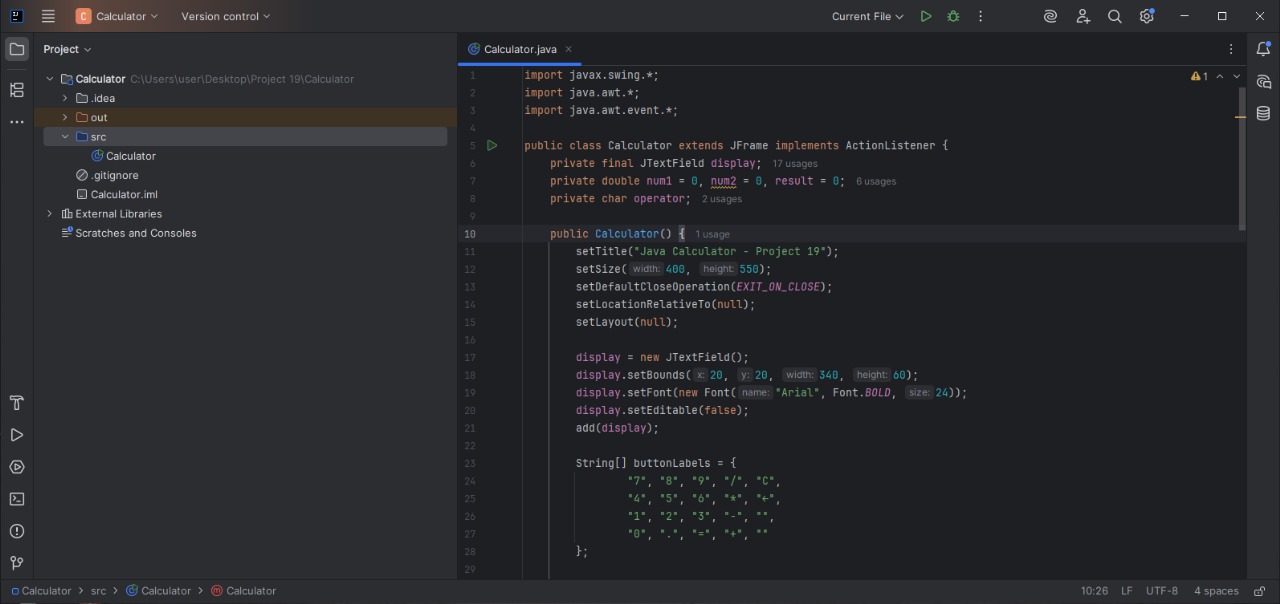 C Calculator Version control Current File
Project
Calculator C:\Users\user\Desktop\Project 19\Calculator
.idea
out
src
Calculator
.gitignore
Calculator.iml
External Libraries
Scratches and Consoles
Calculator.java
1
1 import javax.swing.*;
2 import java.awt.*;
3 import java.awt.event.*;
4
5 public class Calculator extends JFrame implements ActionListener {
6 private final JTextField display; 17 usages
7 private double num1 = 0, num2 = 0, result = 0; 6 usages
8 private char operator; 2 usages
9
10 public Calculator() { 1 usage
11 setTitle("Java Calculator - Project 19");
12 setSize( width: 400, height: 550);
13 setDefaultCloseOperation(EXIT_ON_CLOSE);
14 setLocationRelativeTo(null);
15 setLayout(null);
16
17 display = new JTextField();
18 display.setBounds( x: 20, y: 20, width: 340, height: 60);
19 display.setFont(new Font( name: "Arial", Font.BOLD, size: 24));
20 display.setEditable(false);
21 add(display);
22
23 String[] buttonLabels = {
24 "7", "8", "9", "/", "C",
25 "4", "5", "6", "*", "←",
26 "1", "2", "3", "-", "",
27 "0", ".", "=", "+", ""
28 };
29
Calculator > src > Calculator > Calculator 10:26 LF UTF-8 4 spaces